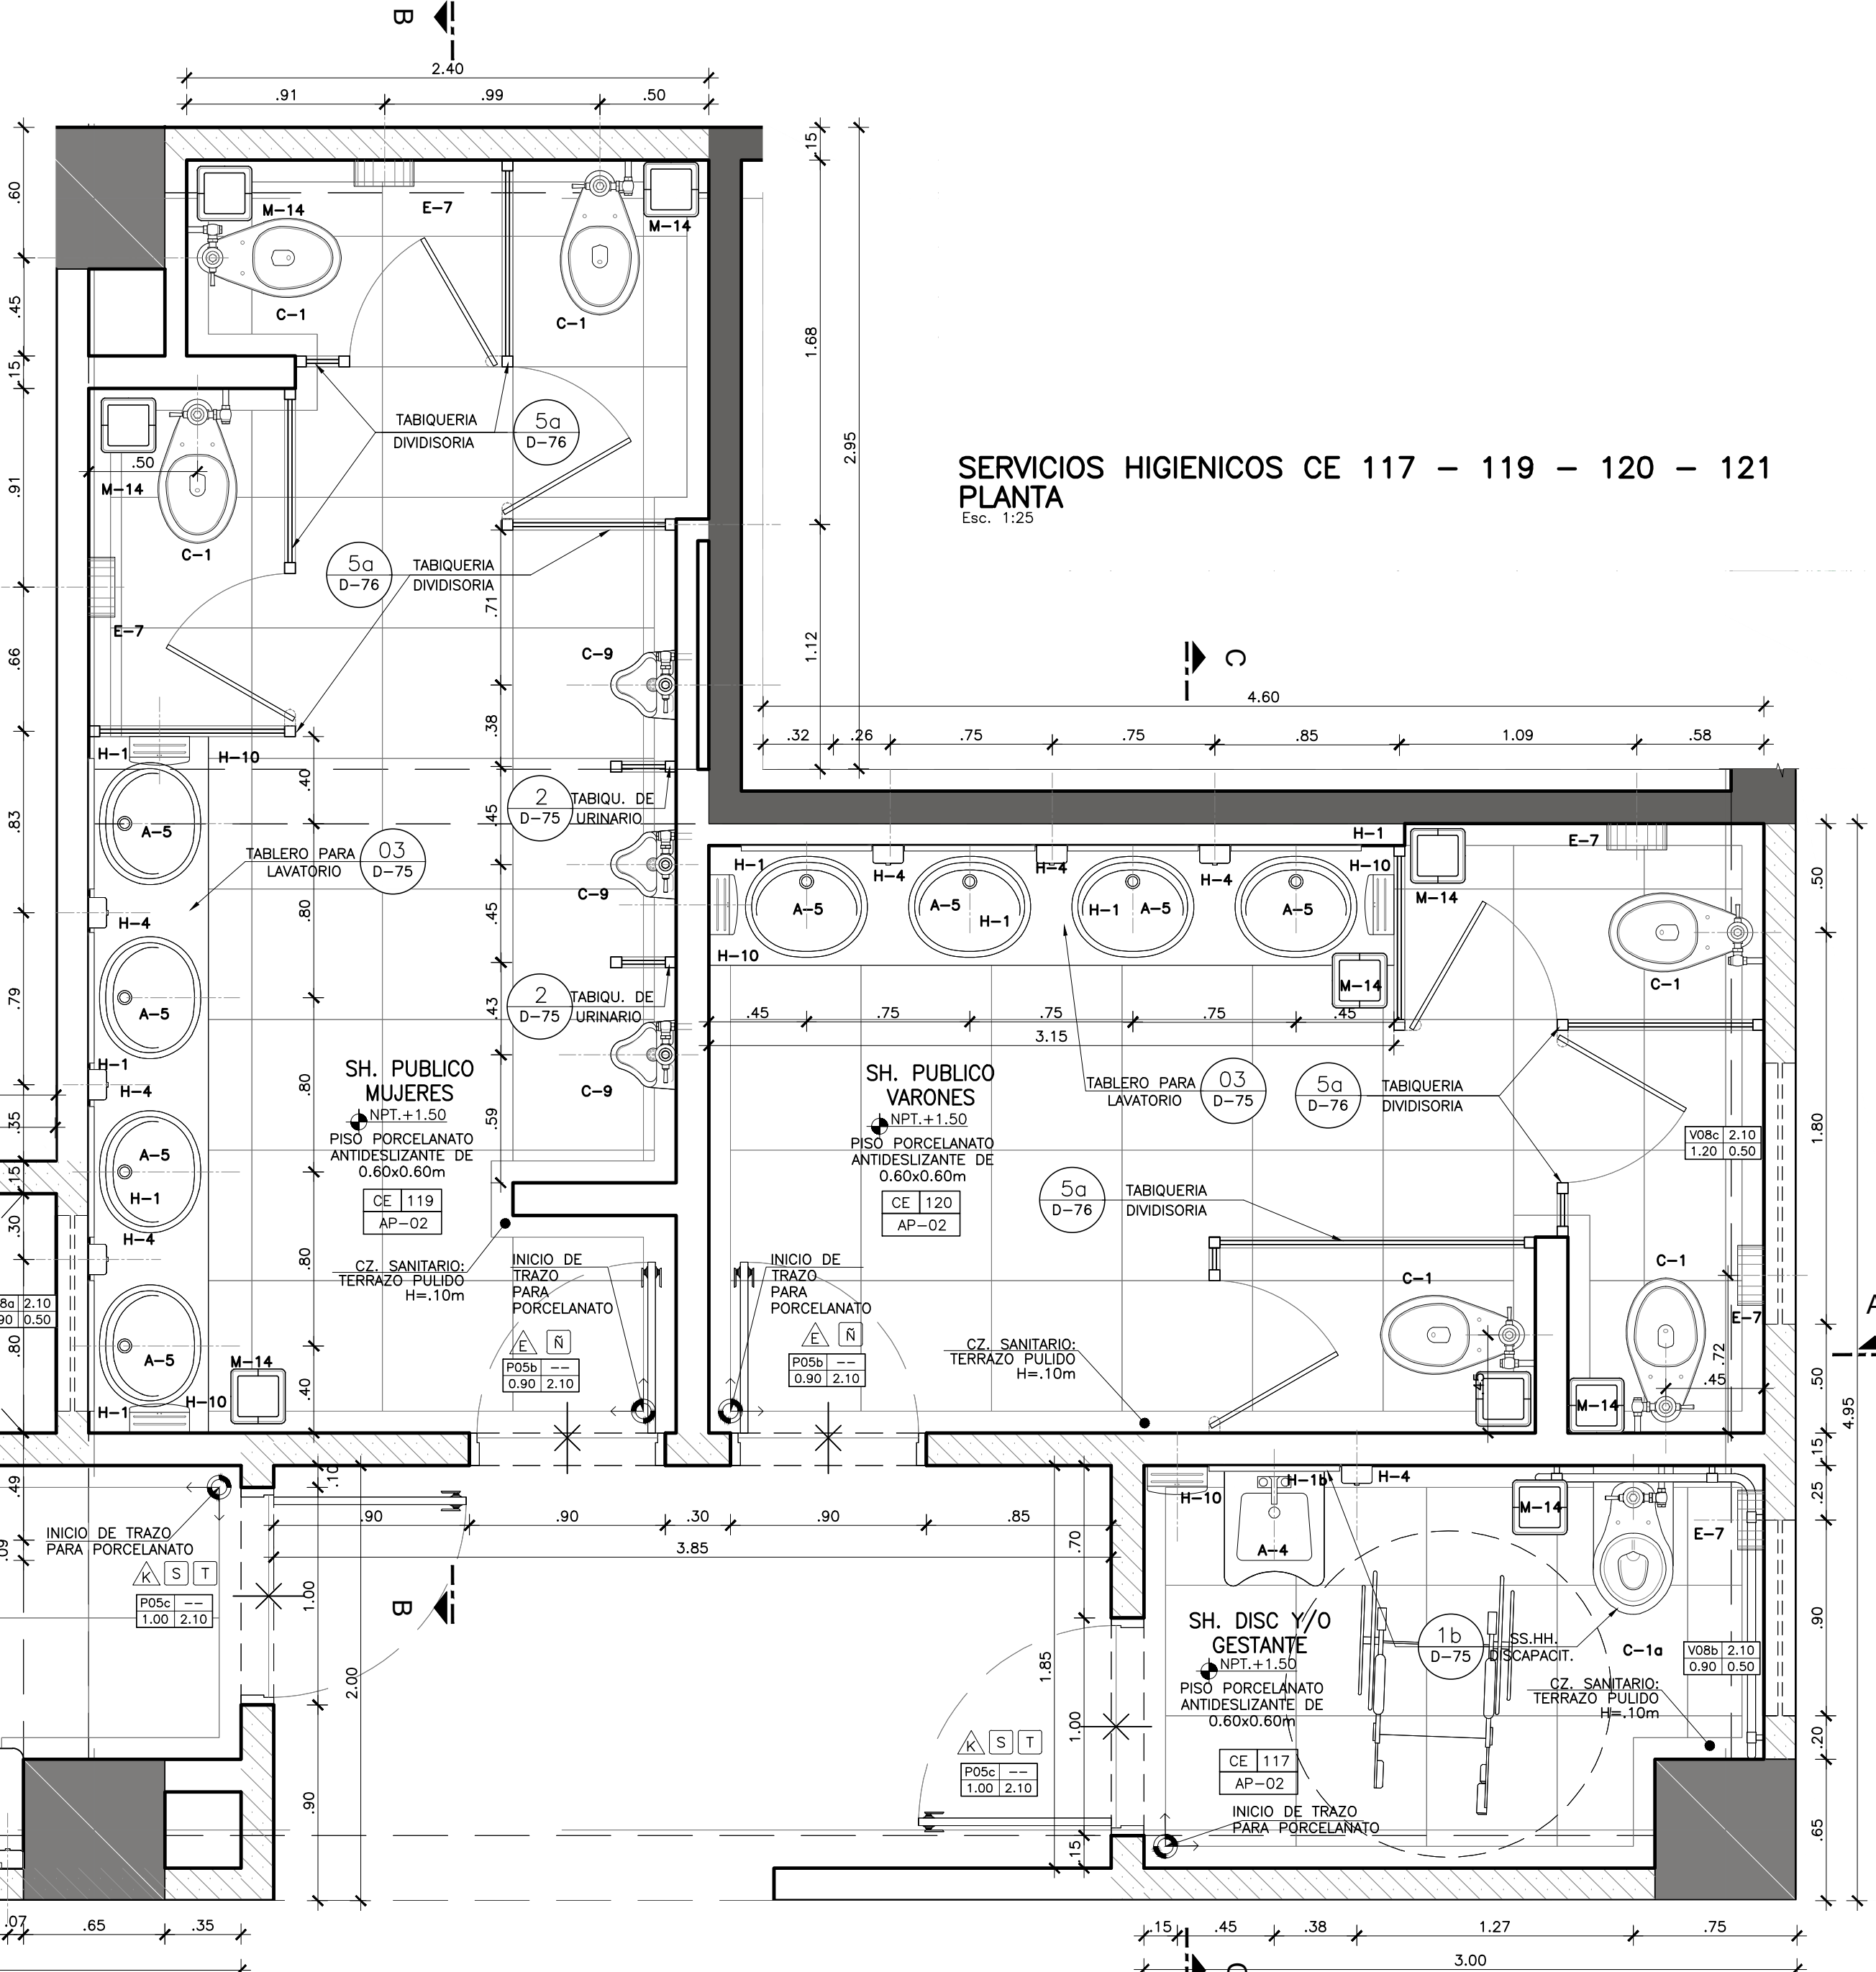 B
2.40
.91
.99
.50
.15
.60
.45
.15
.91
.66
.83
.79
.35
.15
.30
.80
.49
M-14
E-7
M-14
C-1
C-1
1.68
2.95
1.12
TABIQUERIA
DIVIDISORIA
5a
D-76
.50
M-14
C-1
E-7
5a
D-76
TABIQUERIA
DIVIDISORIA
SERVICIOS HIGIENICOS CE 117 - 119 - 120 - 121
PLANTA
Esc. 1:25
.71
.38
.45
.45
.43
.59
C-9
C
4.60
.32
.26
.75
.75
.85
1.09
.58
H-1
H-10
.40
.80
.80
.80
.40
A-5
2
D-75
TABIQU. DE
URINARIO
TABLERO PARA
LAVATORIO
03
D-75
C-9
H-4
A-5
2
D-75
TABIQU. DE
URINARIO
H-1
H-4
C-9
A-5
H-1
H-4
A-5
M-14
H-10
H-1
SH. PUBLICO
MUJERES
NPT.+1.50
PISO PORCELANATO
ANTIDESLIZANTE DE
0.60x0.60m
CE 119
AP-02
CZ. SANITARIO:
TERRAZO PULIDO
H=.10m
INICIO DE
TRAZO
PARA
PORCELANATO
E Ñ
P05b --
0.90 2.10
8a 2.10
90 0.50
H-1
H-4
H-4
H-4
H-10
H-1
A-5
A-5
H-1
H-1
A-5
A-5
H-10
M-14
M-14
E-7
C-1
.50
.45
.75
.75
.75
.45
3.15
SH. PUBLICO
VARONES
NPT.+1.50
PISO PORCELANATO
ANTIDESLIZANTE DE
0.60x0.60m
CE 120
AP-02
TABLERO PARA
LAVATORIO
03
D-75
5a
D-76
TABIQUERIA
DIVIDISORIA
5a
D-76
TABIQUERIA
DIVIDISORIA
V08c 2.10
1.20 0.50
1.80
INICIO DE
TRAZO
PARA
PORCELANATO
E Ñ
P05b --
0.90 2.10
CZ. SANITARIO:
TERRAZO PULIDO
H=.10m
C-1
C-1
E-7
A
.72
.45
.45
M-14
.50
4.95
.15
.25
.90
.20
.65
INICIO DE TRAZO
PARA PORCELANATO
K S T
P05c --
1.00 2.10
.10
1.00
.90
2.00
.90
.90
.30
.90
.85
3.85
B
.70
1.85
1.00
.15
H-10
H-1b
H-4
A-4
M-14
E-7
SH. DISC Y/O
GESTANTE
NPT.+1.50
PISO PORCELANATO
ANTIDESLIZANTE DE
0.60x0.60m
CE 117
AP-02
1b
D-75
SS.HH.
DISCAPACIT.
C-1a
V08b 2.10
0.90 0.50
CZ. SANITARIO:
TERRAZO PULIDO
H=.10m
K S T
P05c --
1.00 2.10
INICIO DE TRAZO
PARA PORCELANATO
.07
.65
.35
.15
.45
.38
1.27
.75
3.00